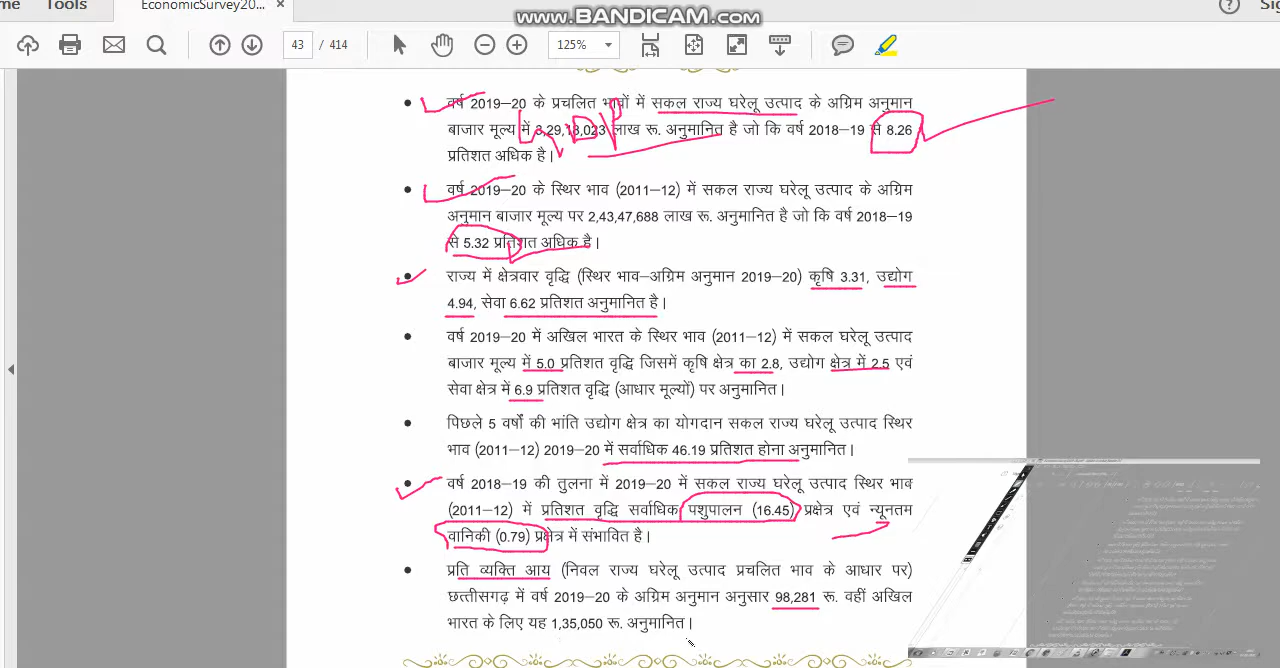 me Tools EconomicSurvey20... × Sig
www.BANDICAM.com
43 / 414 125%
• वर्ष 2019–20 के प्रचलित भावों में सकल राज्य घरेलू उत्पाद के अग्रिम अनुमान
बाजार मूल्य में 3,29,18,023 लाख रू. अनुमानित है जो कि वर्ष 2018–19 से 8.26
प्रतिशत अधिक है।
• वर्ष 2019–20 के स्थिर भाव (2011–12) में सकल राज्य घरेलू उत्पाद के अग्रिम
अनुमान बाजार मूल्य पर 2,43,47,688 लाख रू. अनुमानित है जो कि वर्ष 2018–19
से 5.32 प्रतिशत अधिक है।
• राज्य में क्षेत्रवार वृद्धि (स्थिर भाव–अग्रिम अनुमान 2019–20) कृषि 3.31, उद्योग
4.94, सेवा 6.62 प्रतिशत अनुमानित है।
• वर्ष 2019–20 में अखिल भारत के स्थिर भाव (2011–12) में सकल घरेलू उत्पाद
बाजार मूल्य में 5.0 प्रतिशत वृद्धि जिसमें कृषि क्षेत्र का 2.8, उद्योग क्षेत्र में 2.5 एवं
सेवा क्षेत्र में 6.9 प्रतिशत वृद्धि (आधार मूल्यों) पर अनुमानित।
• पिछले 5 वर्षों की भांति उद्योग क्षेत्र का योगदान सकल राज्य घरेलू उत्पाद स्थिर
भाव (2011–12) 2019–20 में सर्वाधिक 46.19 प्रतिशत होना अनुमानित।
• वर्ष 2018–19 की तुलना में 2019–20 में सकल राज्य घरेलू उत्पाद स्थिर भाव
(2011–12) में प्रतिशत वृद्धि सर्वाधिक पशुपालन (16.45) प्रक्षेत्र एवं न्यूनतम
वानिकी (0.79) प्रक्षेत्र में संभावित है।
• प्रति व्यक्ति आय (निवल राज्य घरेलू उत्पाद प्रचलित भाव के आधार पर)
छत्तीसगढ़ में वर्ष 2019–20 के अग्रिम अनुमान अनुसार 98,281 रू. वहीं अखिल
भारत के लिए यह 1,35,050 रू. अनुमानित।